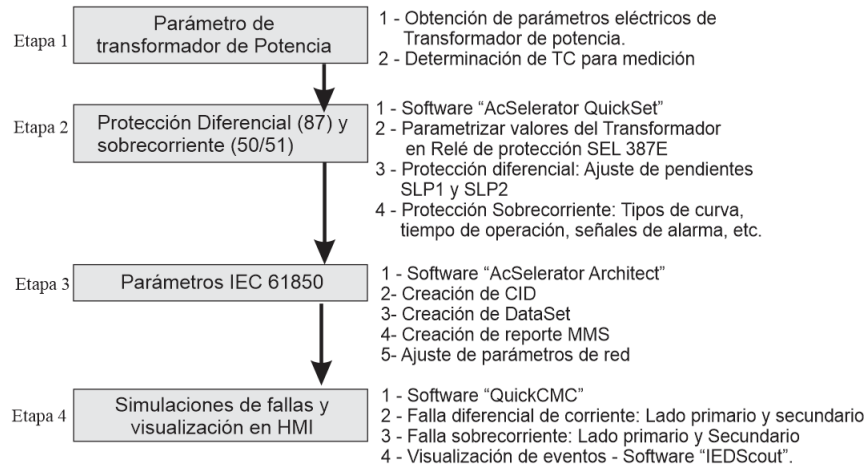 Etapa 1
Parámetro de
transformador de Potencia
1 - Obtención de parámetros eléctricos de
Transformador de potencia.
2 - Determinación de TC para medición
Etapa 2
Protección Diferencial (87) y
sobrecorriente (50/51)
1 - Software “AcSelerator QuickSet”
2 - Parametrizar valores del Transformador
en Relé de protección SEL 387E
3 - Protección diferencial: Ajuste de pendientes
SLP1 y SLP2
4 - Protección Sobrecorriente: Tipos de curva,
tiempo de operación, señales de alarma, etc.
Etapa 3
Parámetros IEC 61850
1 - Software “AcSelerator Architect”
2- Creación de CID
3- Creación de DataSet
4- Creación de reporte MMS
5- Ajuste de parámetros de red
Etapa 4
Simulaciones de fallas y
visualización en HMI
1 - Software “QuickCMC”
2 - Falla diferencial de corriente: Lado primario y secundario
3 - Falla sobrecorriente: Lado primario y Secundario
4 - Visualización de eventos - Software “IEDScout”.